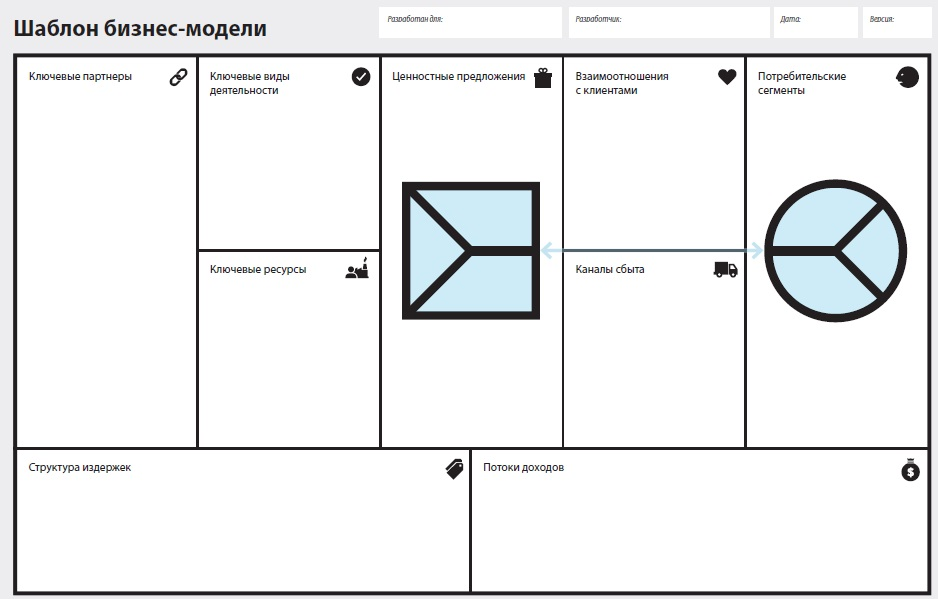 Шаблон бизнес-модели
Разработан для:
Разработчик:
Дата:
Версия:
Ключевые партнеры
Ключевые виды
деятельности
Ценностные предложения
Взаимоотношения
с клиентами
Потребительские
сегменты
Ключевые ресурсы
Каналы сбыта
Структура издержек
Потоки доходов
$